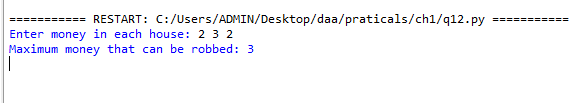 =========== RESTART: C:/Users/ADMIN/Desktop/daa/praticals/ch1/q12.py ===========
Enter money in each house: 2 3 2
Maximum money that can be robbed: 3